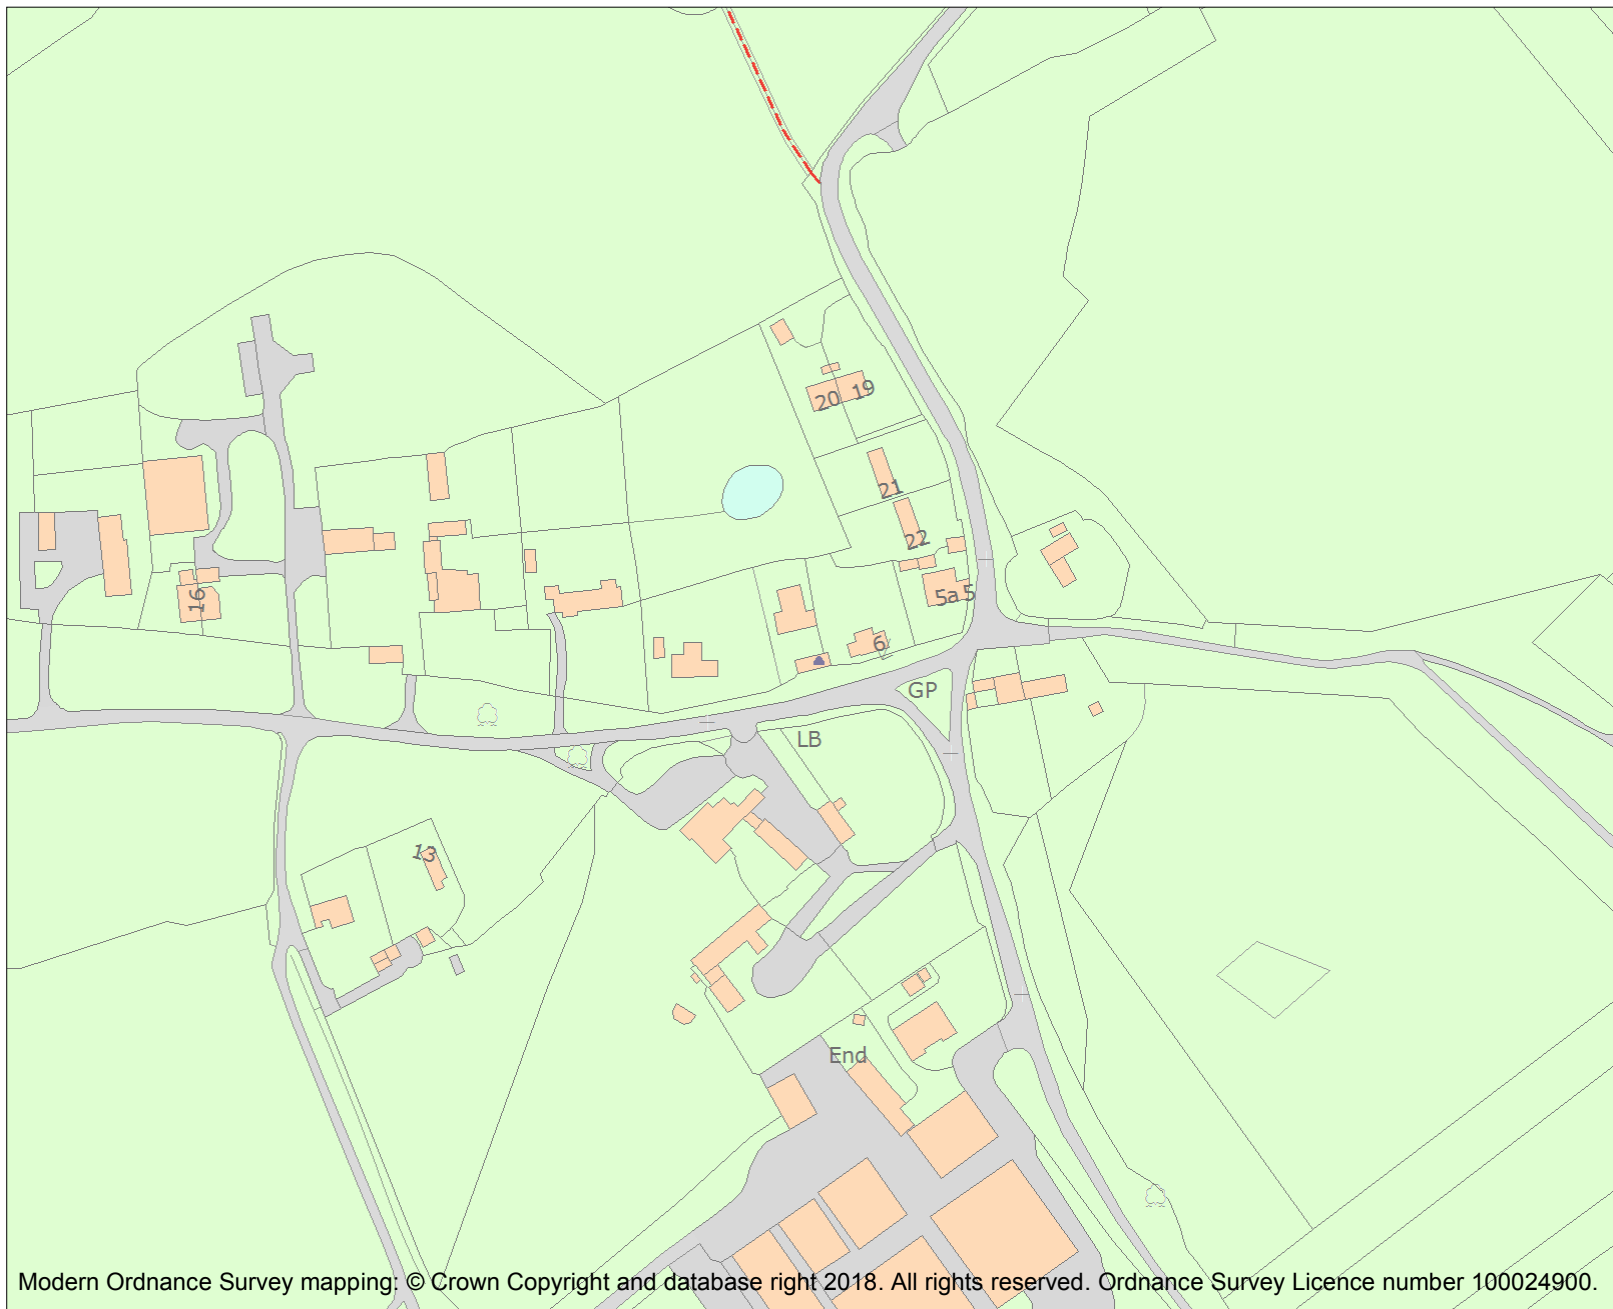 20 19
21
22
16
5a 5
6
GP
LB
13
End
Modern Ordnance Survey mapping: © Crown Copyright and database right 2018. All rights reserved. Ordnance Survey Licence number 100024900.